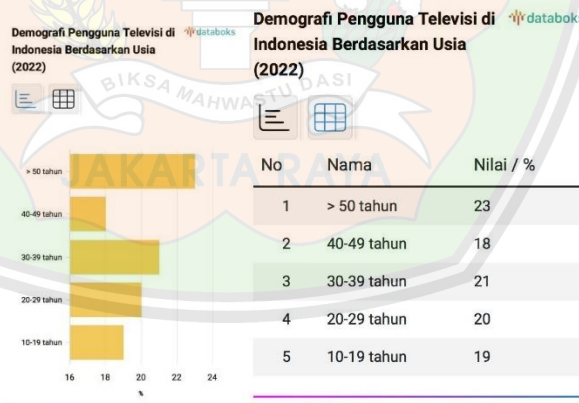 Demografi Pengguna Televisi di
Indonesia Berdasarkan Usia
(2022)
databoks
> 50 tahun
40-49 tahun
30-39 tahun
20-29 tahun
10-19 tahun
16 18 20 22 24
%
Demografi Pengguna Televisi di
Indonesia Berdasarkan Usia
(2022)
databoks
No Nama Nilai / %
1 > 50 tahun 23
2 40-49 tahun 18
3 30-39 tahun 21
4 20-29 tahun 20
5 10-19 tahun 19
BIKSA MAHWASTU DASI
JAKARTA RAYA